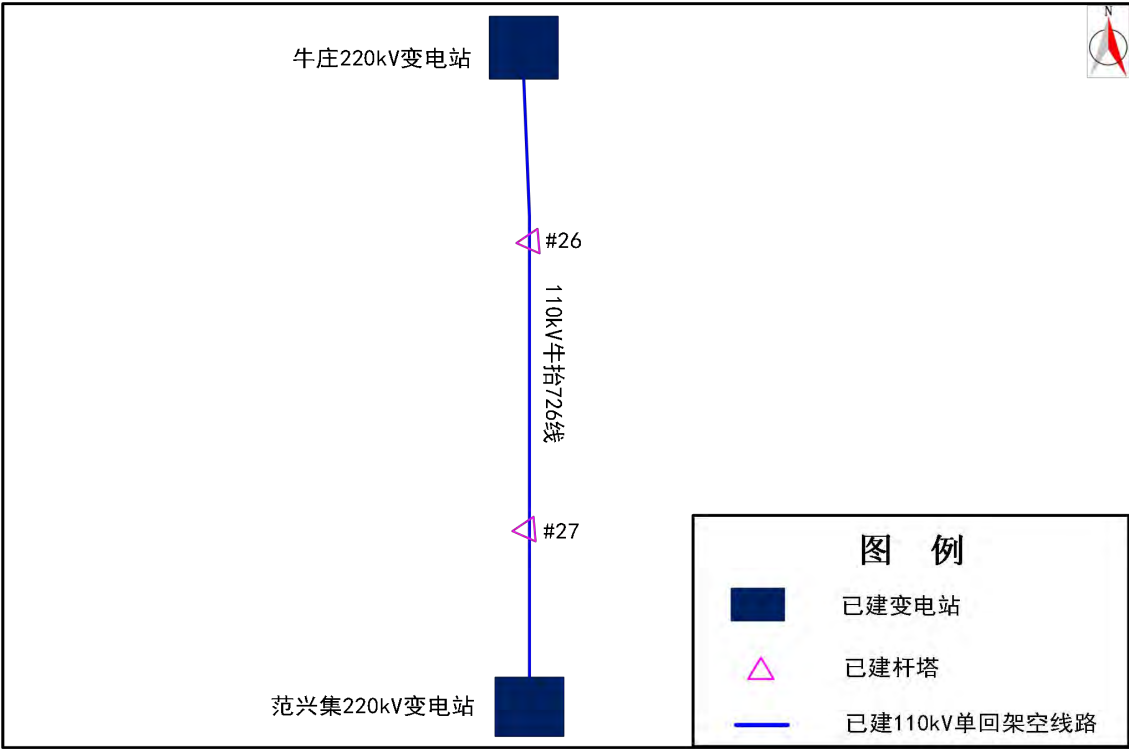 N
牛庄220kV变电站
#26
110kV牛抬726线
#27
范兴集220kV变电站
图 例
已建变电站
已建杆塔
已建110kV单回架空线路